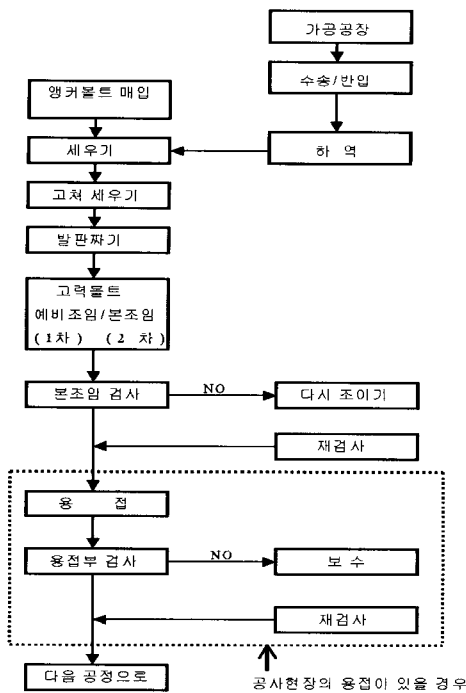 가공공장
수송/반입
앵커볼트 매입
세우기
하 역
고쳐 세우기
발판짜기
고력볼트
예비조임/본조임
(1차) (2 차)
본조임 검사
NO
다시 조이기
재검사
용 접
용접부 검사
NO
보 수
재검사
다음 공정으로
공사현장의 용접이 있을 경우